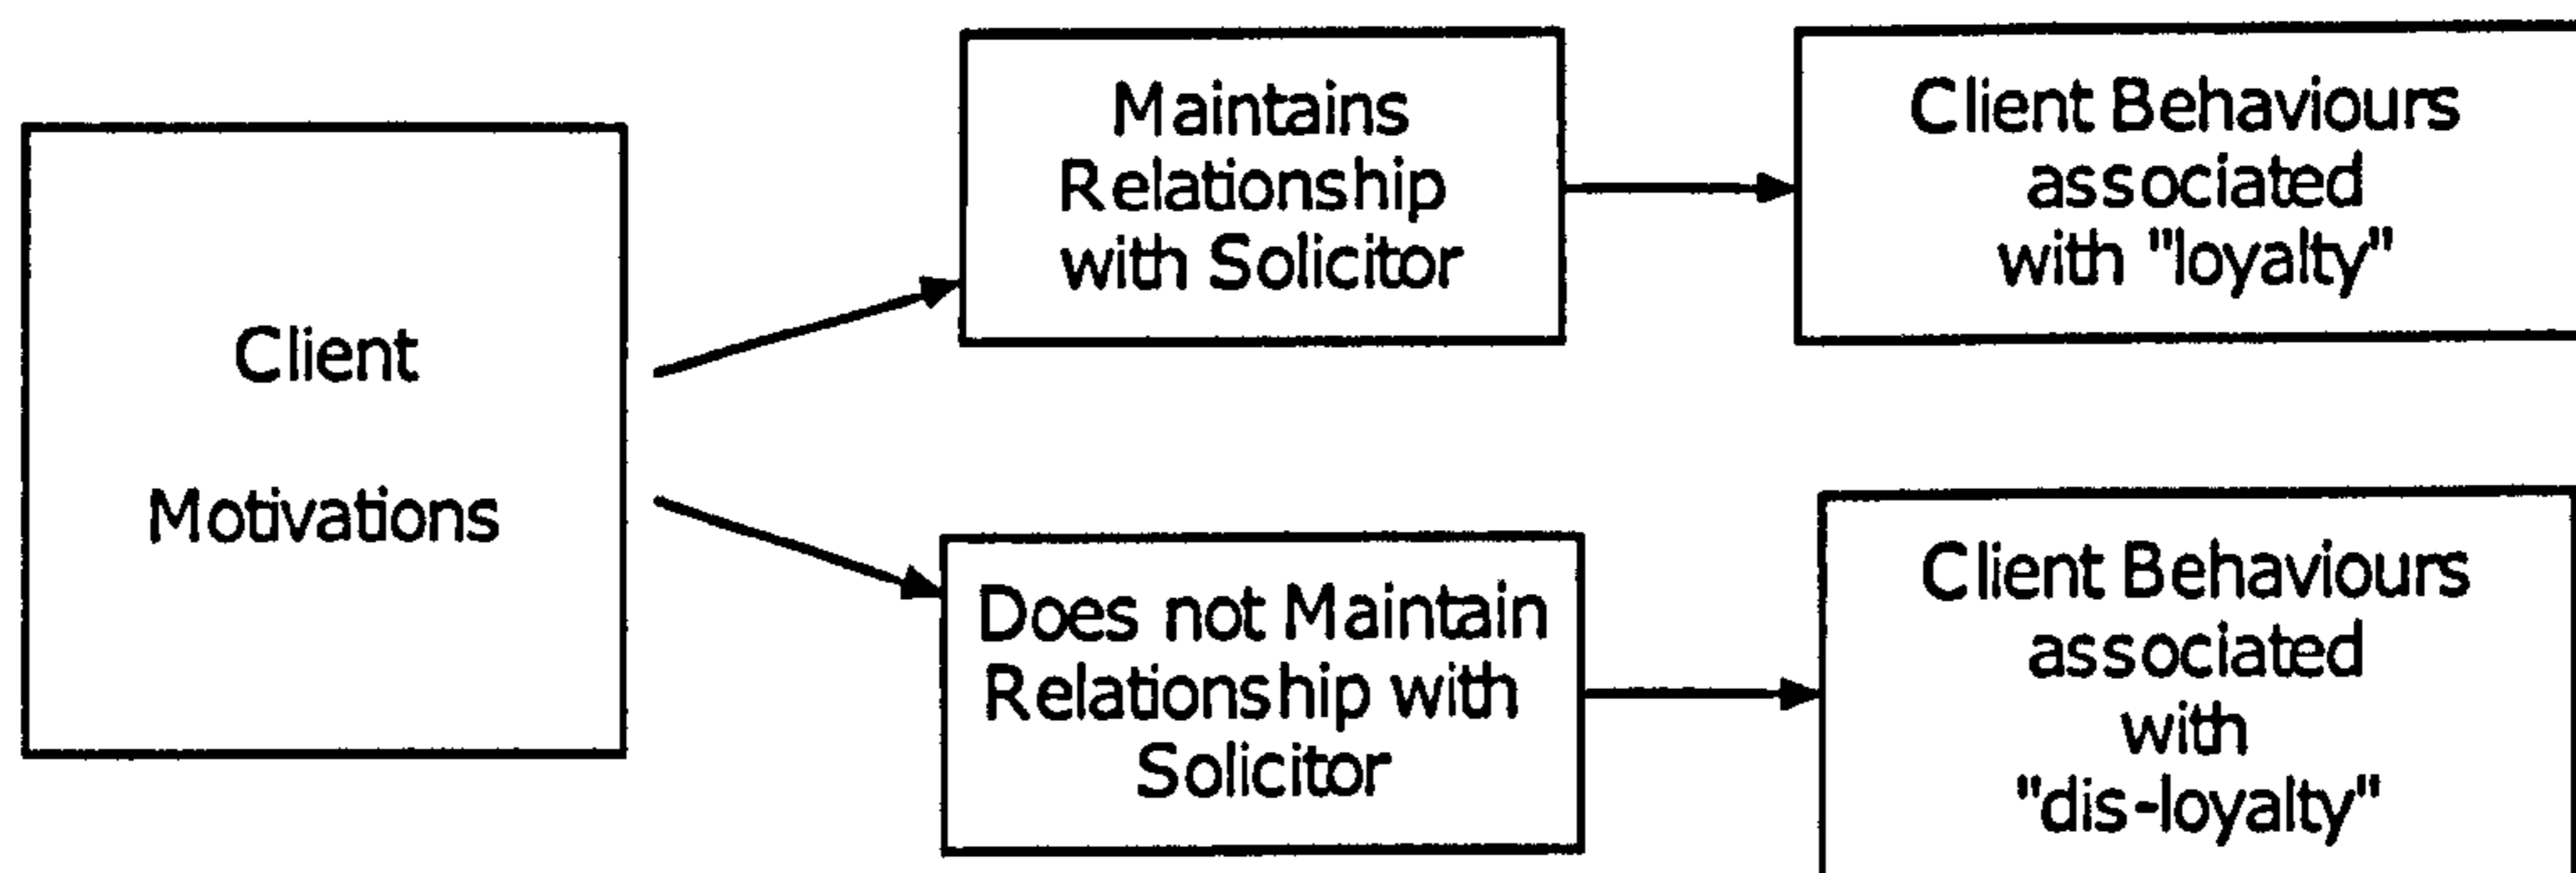 Client
Motivations
Maintains
Relationship
with Solicitor
Client Behaviours
associated
with "loyalty"
Does not Maintain
Relationship with
Solicitor
Client Behaviours
associated
with
"dis-loyalty"